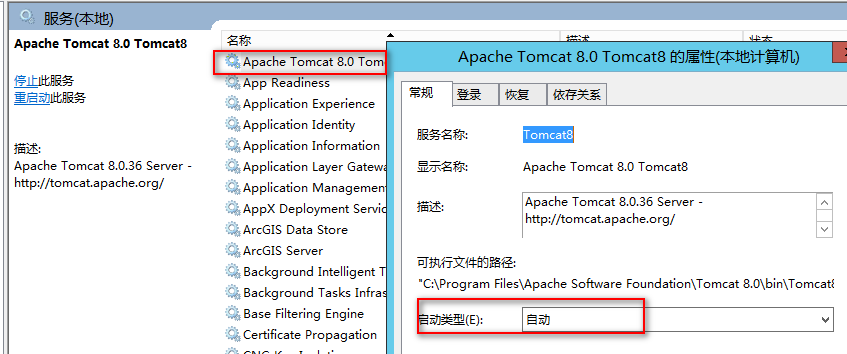 服务(本地)
Apache Tomcat 8.0 Tomcat8
停止此服务
重启动此服务
描述:
Apache Tomcat 8.0.36 Server -
http://tomcat.apache.org/
名称
描述
状态
Apache Tomcat 8.0 Tom
App Readiness
Application Experience
Application Identity
Application Information
Application Layer Gatewa
Application Management
AppX Deployment Servic
ArcGIS Data Store
ArcGIS Server
Background Intelligent T
Background Tasks Infras
Base Filtering Engine
Certificate Propagation
Apache Tomcat 8.0 Tomcat8 的属性(本地计算机)
常规
登录
恢复
依存关系
服务名称:
Tomcat8
显示名称:
Apache Tomcat 8.0 Tomcat8
描述:
Apache Tomcat 8.0.36 Server -
http://tomcat.apache.org/
可执行文件的路径:
"C:\Program Files\Apache Software Foundation\Tomcat 8.0\bin\Tomcat8
启动类型(E):
自动